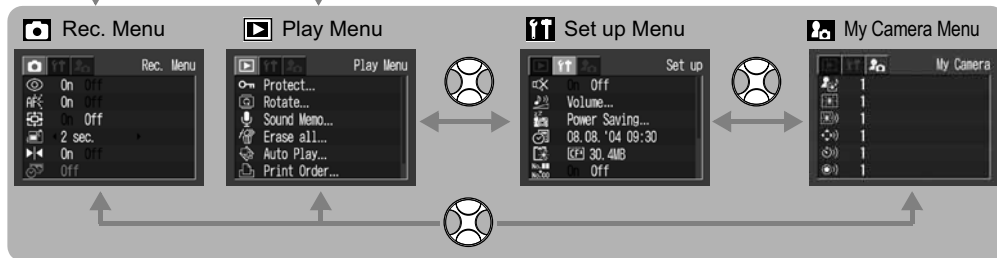 Rec. Menu
Play Menu
Set up Menu
My Camera Menu
Rec. Menu
On Off
AF
On Off
On Off
2 sec.
On Off
Off
Play Menu
Protect...
Rotate...
Sound Memo...
Erase all...
Auto Play...
Print Order...
Set up
On Off
Volume...
Power Saving...
08.08.'04 09:30
CF 30.4MB
On Off
My Camera
1
1
1
1
1
1